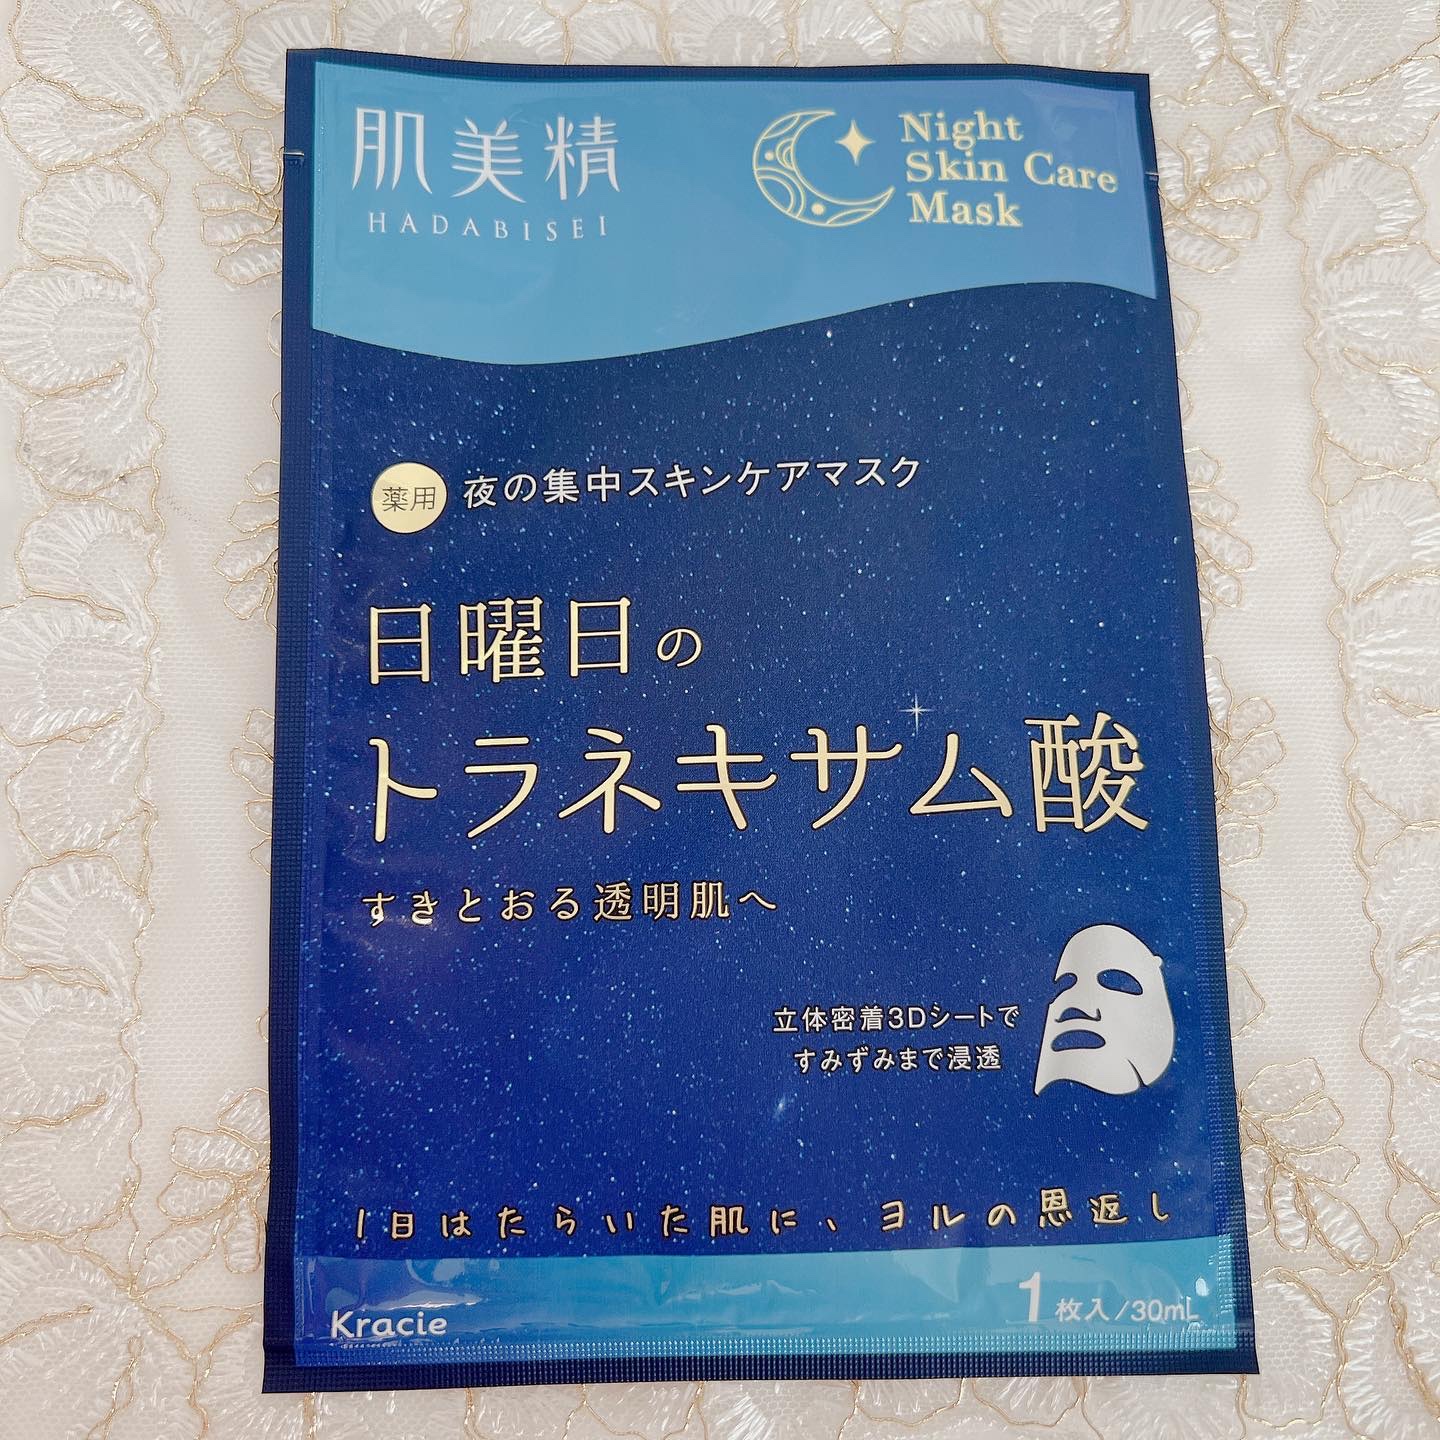 肌美精
HADABISEI
Night
Skin Care
Mask
薬用 夜の集中スキンケアマスク
日曜日の
トラネキサム酸
すきとおる透明肌へ
立体密着3Dシートで
すみずみまで浸透
1日はたらいた肌に、ヨルの恩返し
Kracie
1枚入/30mL